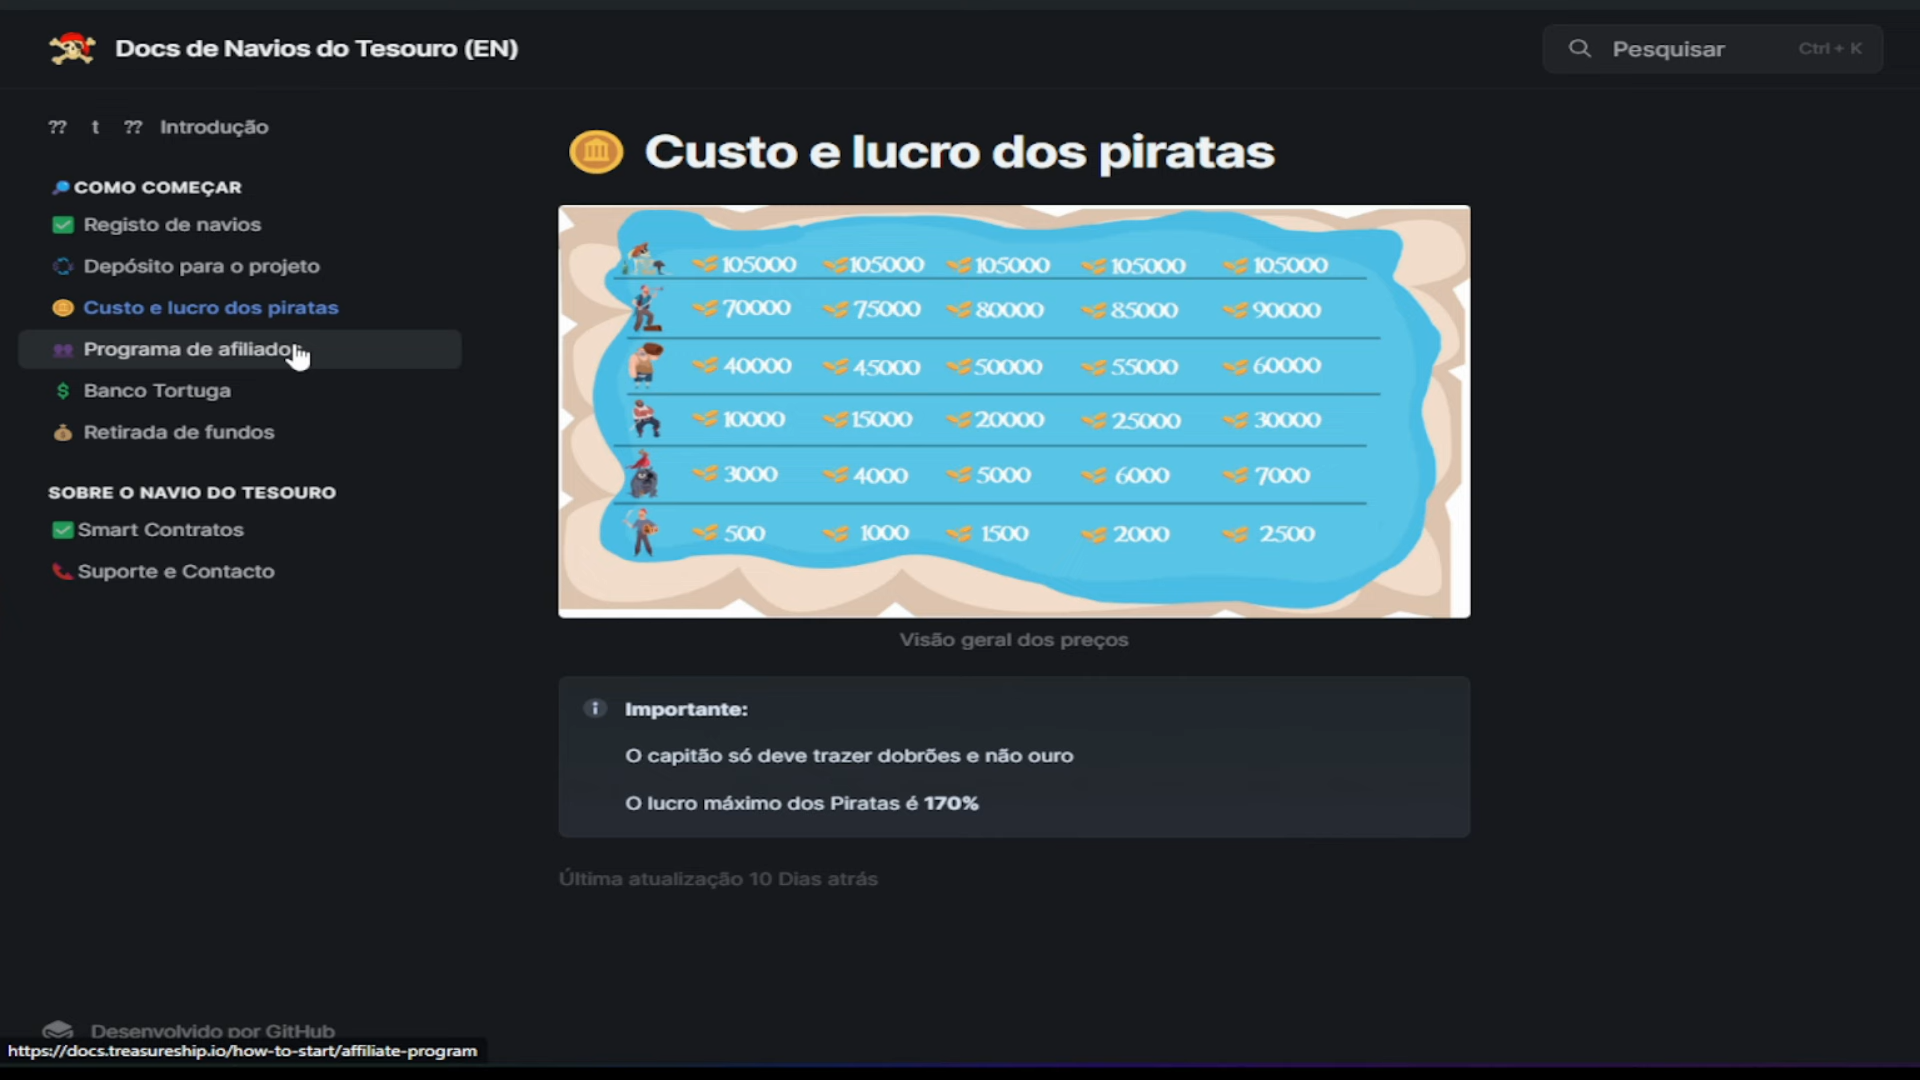 Docs de Navios do Tesouro (EN)
Pesquisar
Ctrl + K
?? t ?? Introdução
COMO COMEÇAR
Registo de navios
Depósito para o projeto
Custo e lucro dos piratas
Programa de afiliados
Banco Tortuga
Retirada de fundos
SOBRE O NAVIO DO TESOURO
Smart Contratos
Suporte e Contacto
Custo e lucro dos piratas
105000 105000 105000 105000 105000
70000 75000 80000 85000 90000
40000 45000 50000 55000 60000
10000 15000 20000 25000 30000
3000 4000 5000 6000 7000
500 1000 1500 2000 2500
Visão geral dos preços
Importante:
O capitão só deve trazer dobrões e não ouro
O lucro máximo dos Piratas é 170%
Última atualização 10 Dias atrás
Desenvolvido por GitHub
https://docs.treasureship.io/how-to-start/affiliate-program